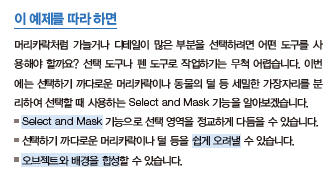 이 예제를 따라 하면
머리카락처럼 가늘거나 디테일이 많은 부분을 선택하려면 어떤 도구를 사
용해야 할까요? 선택 도구나 펜 도구로 작업하기는 무척 어렵습니다. 이번
에는 선택하기 까다로운 머리카락이나 동물의 털 등 세밀한 가장자리를 분
리하여 선택할 때 사용하는 Select and Mask 기능을 알아보겠습니다.
▪ Select and Mask 기능으로 선택 영역을 정교하게 다듬을 수 있습니다.
▪ 선택하기 까다로운 머리카락이나 털 등을 쉽게 오려낼 수 있습니다.
▪ 오브젝트와 배경을 합성할 수 있습니다.